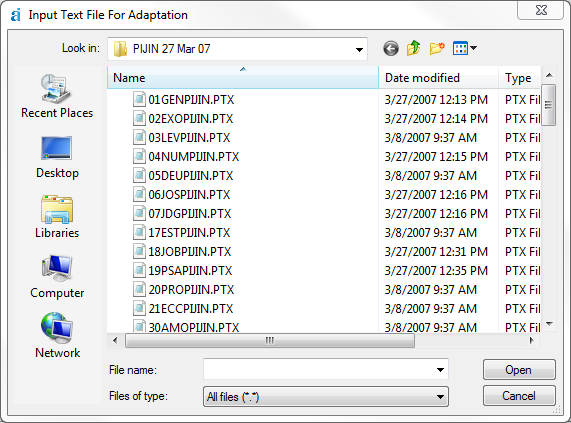 Input Text File For Adaptation
Look in: PIJIN 27 Mar 07
Name Date modified Type
01GENPIJIN.PTX 3/27/2007 12:13 PM PTX Fil
02EXOPIJIN.PTX 3/27/2007 12:14 PM PTX Fil
03LEVPIJIN.PTX 3/8/2007 9:37 AM PTX Fil
04NUMPIJIN.PTX 3/27/2007 12:15 PM PTX Fil
05DEUPIJIN.PTX 3/8/2007 9:37 AM PTX Fil
06JOSPIJIN.PTX 3/27/2007 12:16 PM PTX Fil
07JDGPIJIN.PTX 3/27/2007 12:16 PM PTX Fil
17ESTPIJIN.PTX 3/8/2007 9:37 AM PTX Fil
18JOBPIJIN.PTX 3/27/2007 12:31 PM PTX Fil
19PSAPIJIN.PTX 3/27/2007 12:35 PM PTX Fil
20PROPIJIN.PTX 3/8/2007 9:37 AM PTX Fil
21ECCPIJIN.PTX 3/8/2007 9:37 AM PTX Fil
30AMOPIJIN.PTX 3/8/2007 9:37 AM PTX Fil
Recent Places
Desktop
Libraries
Computer
Network
File name: Open
Files of type: All files (*.*) Cancel